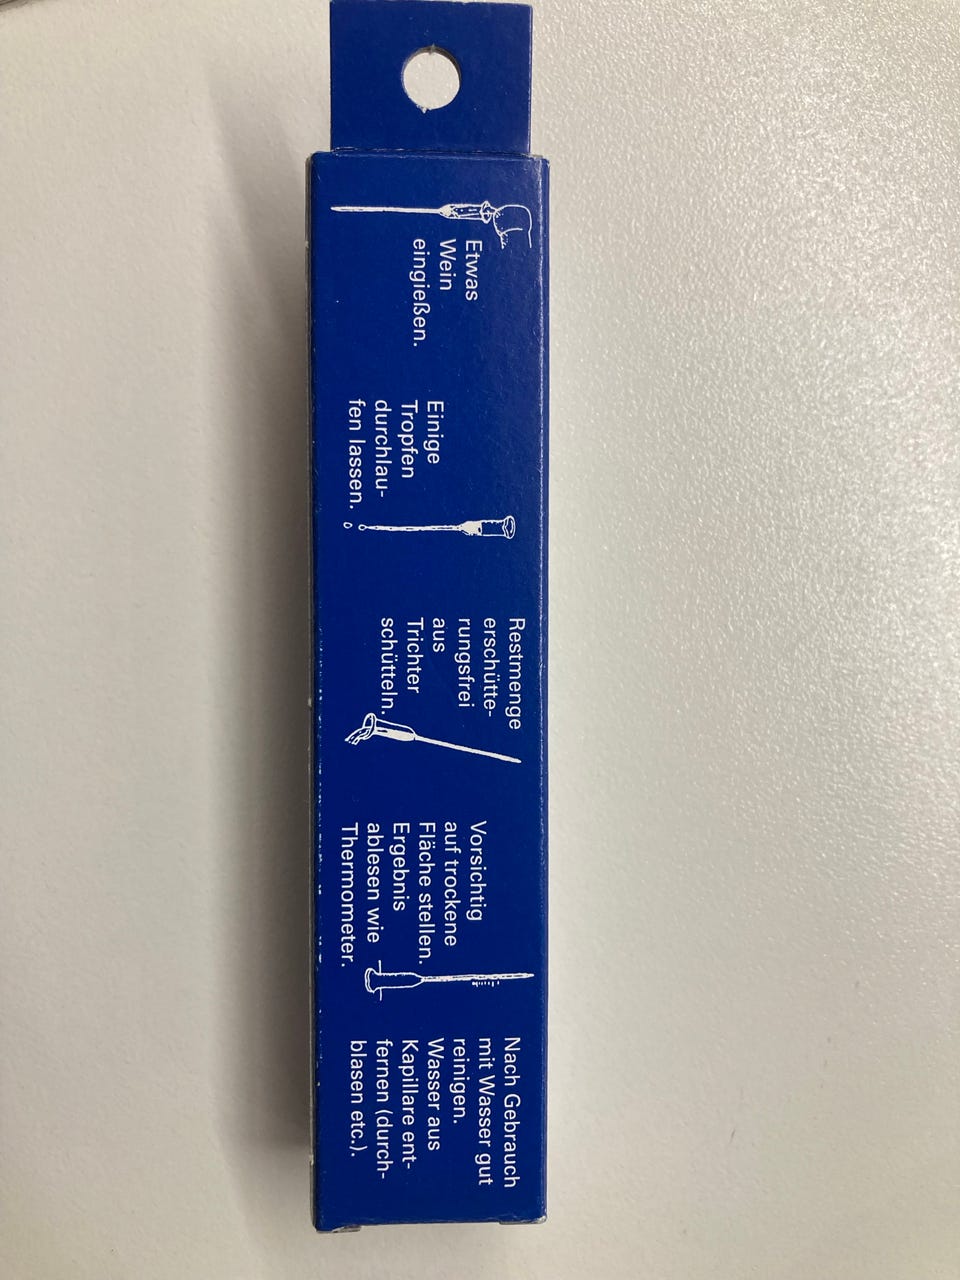 Etwas
Wein
eingießen.
Einige
Tropfen
durchlau-
fen lassen.
Restmenge
erschütte-
rungsfrei
aus
Trichter
schütteln.
Vorsichtig
auf trockene
Fläche stellen.
Ergebnis
ablesen wie
Thermometer.
Nach Gebrauch
mit Wasser gut
reinigen.
Wasser aus
Kapillare ent-
fernen (durch-
blasen etc.).